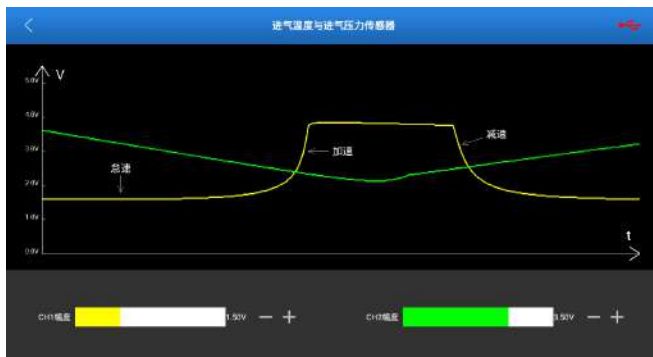 进气温度与进气压力传感器
V
5.0V
4.0V
3.0V
2.0V
1.0V
0.0V
怠速
加速
减速
t
CH1幅度 1.50V
CH2幅度 3.50V